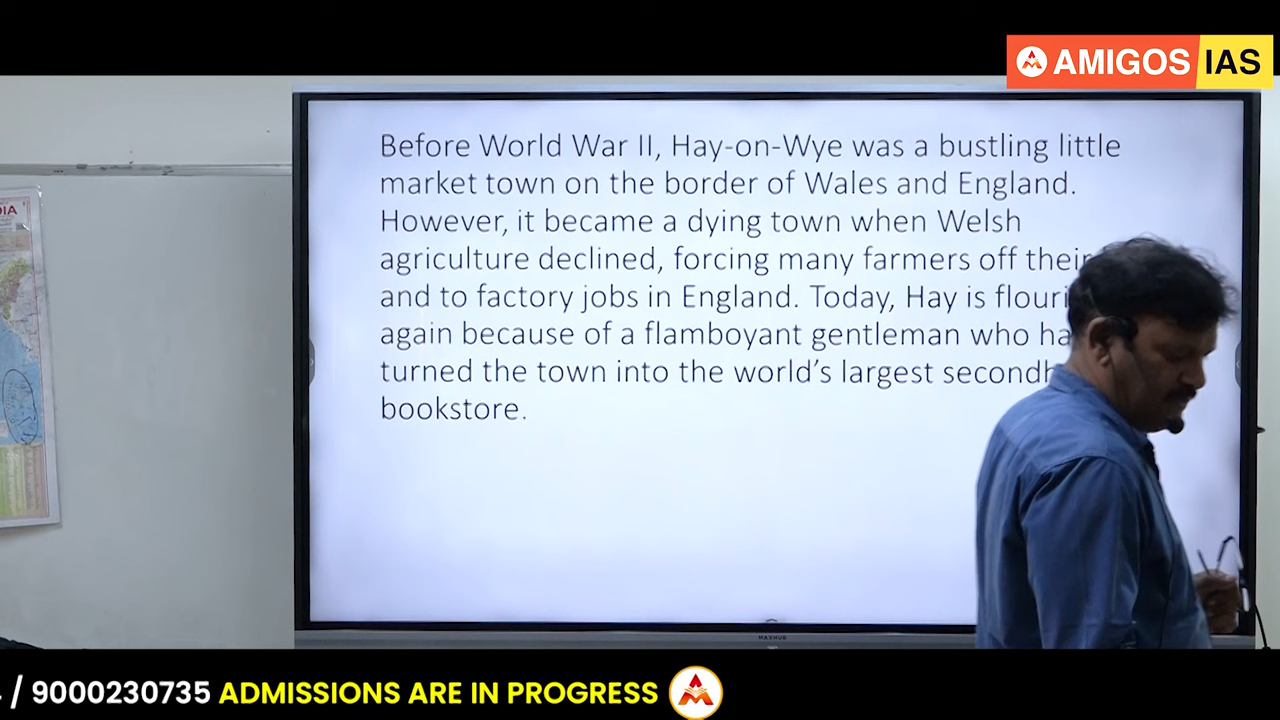 AMIGOS IAS
Before World War II, Hay-on-Wye was a bustling little
market town on the border of Wales and England.
However, it became a dying town when Welsh
agriculture declined, forcing many farmers off their
and to factory jobs in England. Today, Hay is
again because of a flamboyant gentleman who
turned the town into the world's largest
bookstore.
MAXHUB
/ 9000230735 ADMISSIONS ARE IN PROGRESS